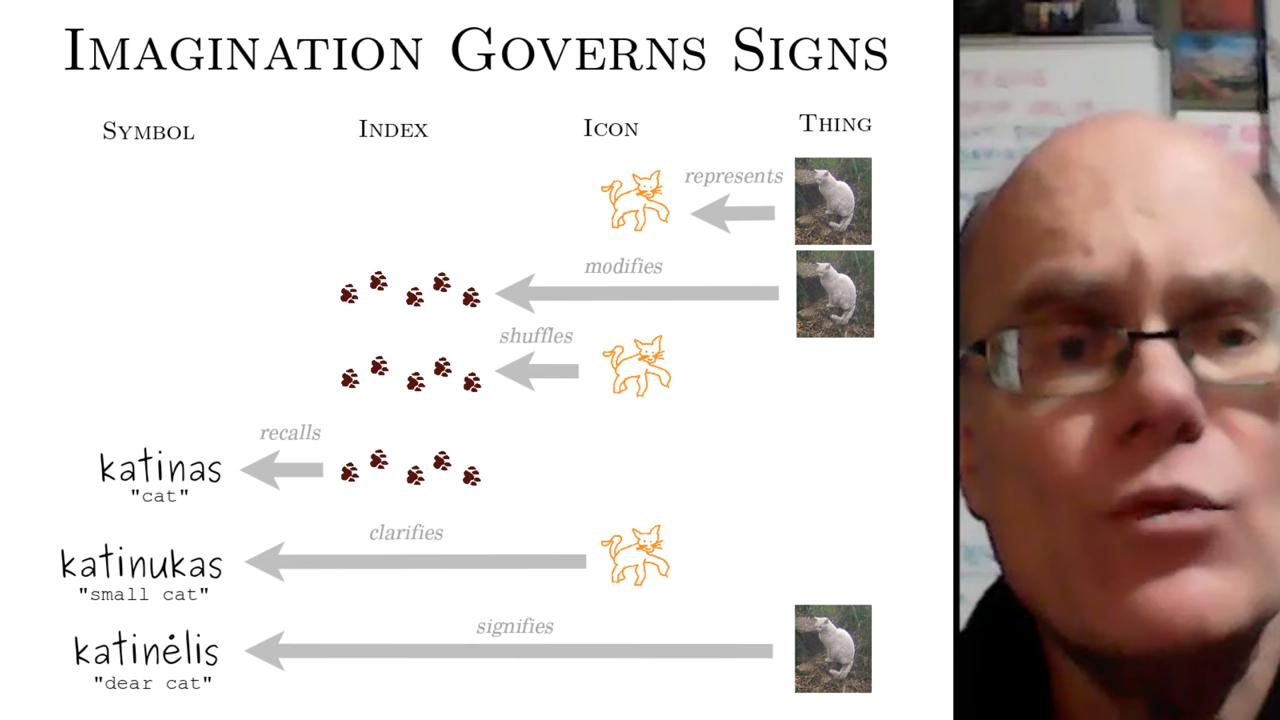 IMAGINATION GOVERNS SIGNS
SYMBOL INDEX ICON THING
represents
modifies
shuffles
recalls
katinas
"cat"
clarifies
katinukas
"small cat"
signifies
katinėlis
"dear cat"